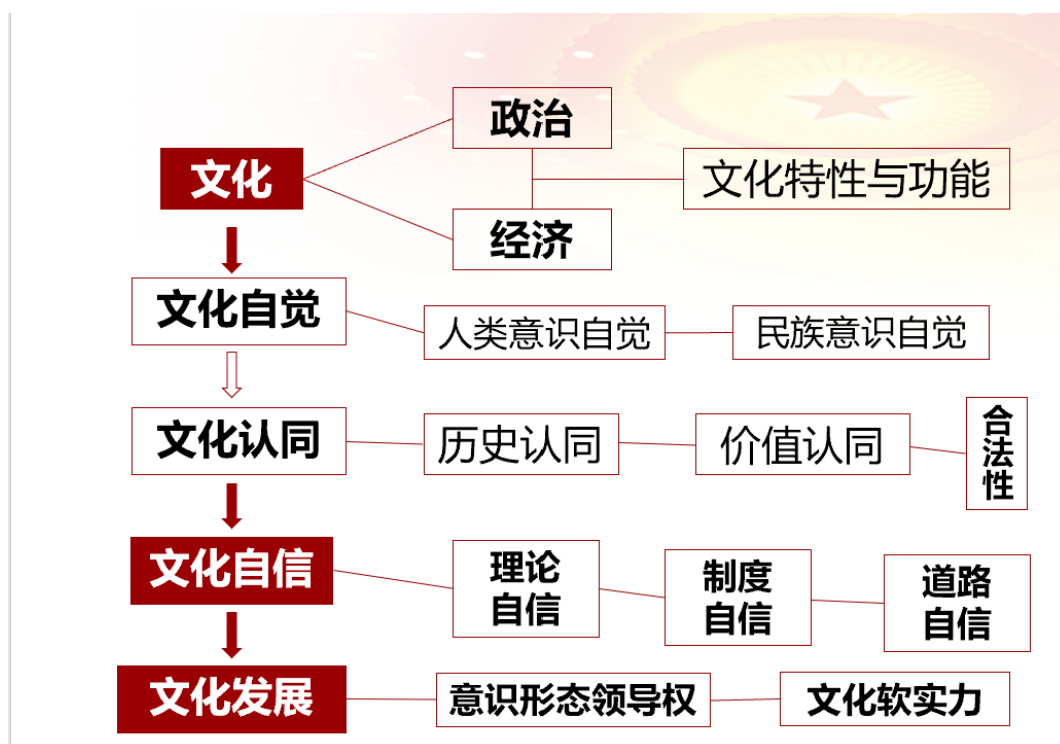 政治
文化
文化特性与功能
经济
文化自觉
人类意识自觉
民族意识自觉
文化认同
历史认同
价值认同
合
法
性
文化自信
理论
自信
制度
自信
道路
自信
文化发展
意识形态领导权
文化软实力